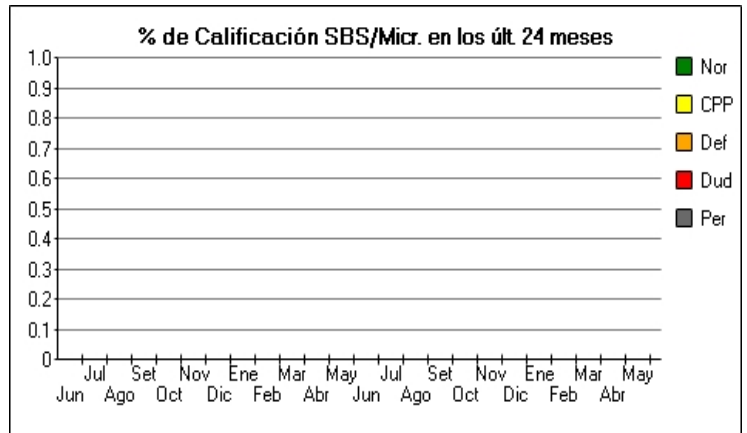 % de Calificación SBS/Micr. en los últ. 24 meses
1.0
0.9
0.8
0.7
0.6
0.5
0.4
0.3
0.2
0.1
0
Nor
CPP
Def
Dud
Per
Jul Set Nov Ene Mar May Jul Set Nov Ene Mar May
Jun Ago Oct Dic Feb Abr Jun Ago Oct Dic Feb Abr